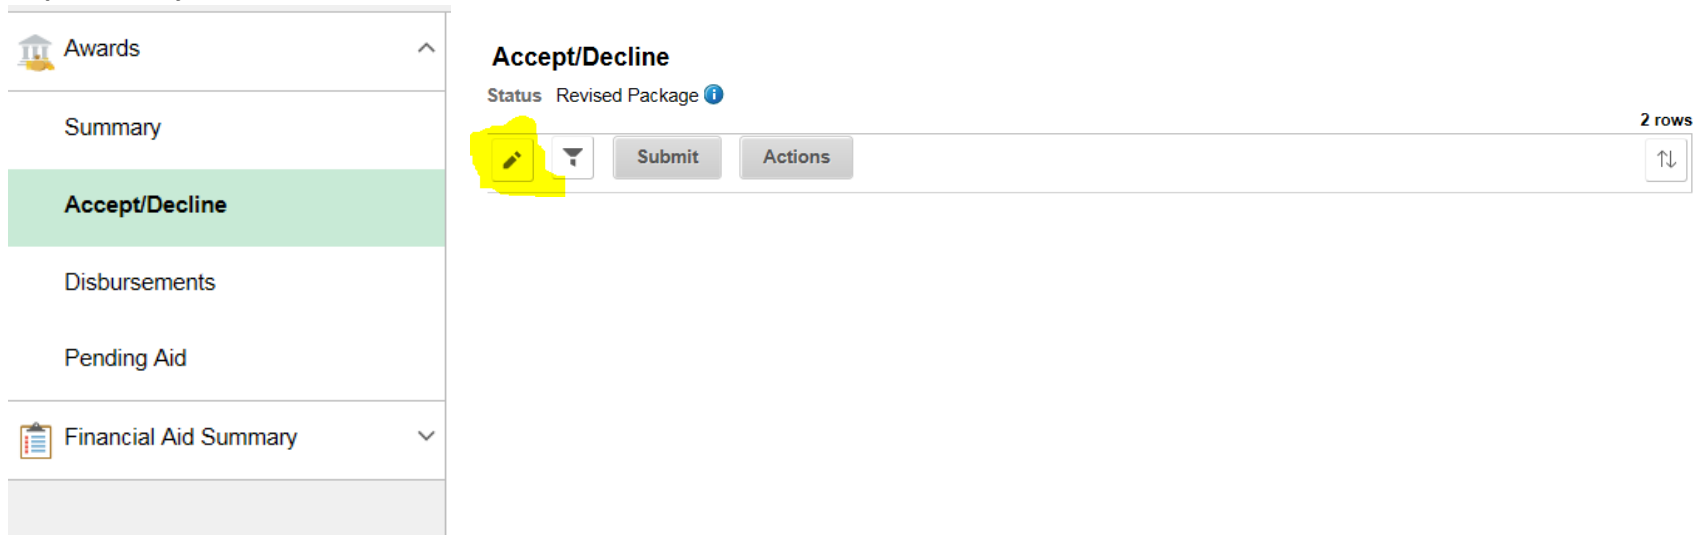 Awards
Summary
Accept/Decline
Disbursements
Pending Aid
Financial Aid Summary
Accept/Decline
Status Revised Package
2 rows
Submit Actions